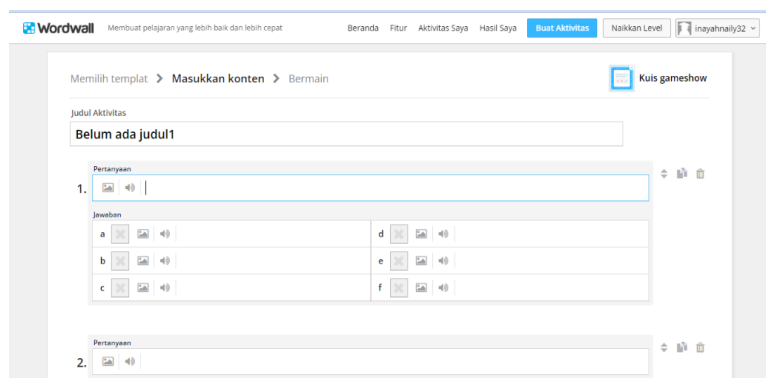 Wordwall Membuat pelajaran yang lebih baik dan lebih cepat Beranda Fitur Aktivitas Saya Hasil Saya Buat Aktivitas Naikkan Level inayahnaily32
Memilih templat > Masukkan konten > Bermain Kuis gameshow
Judul Aktivitas
Belum ada judul1
Pertanyaan
1.
Jawaban
a d
b e
c f
Pertanyaan
2.